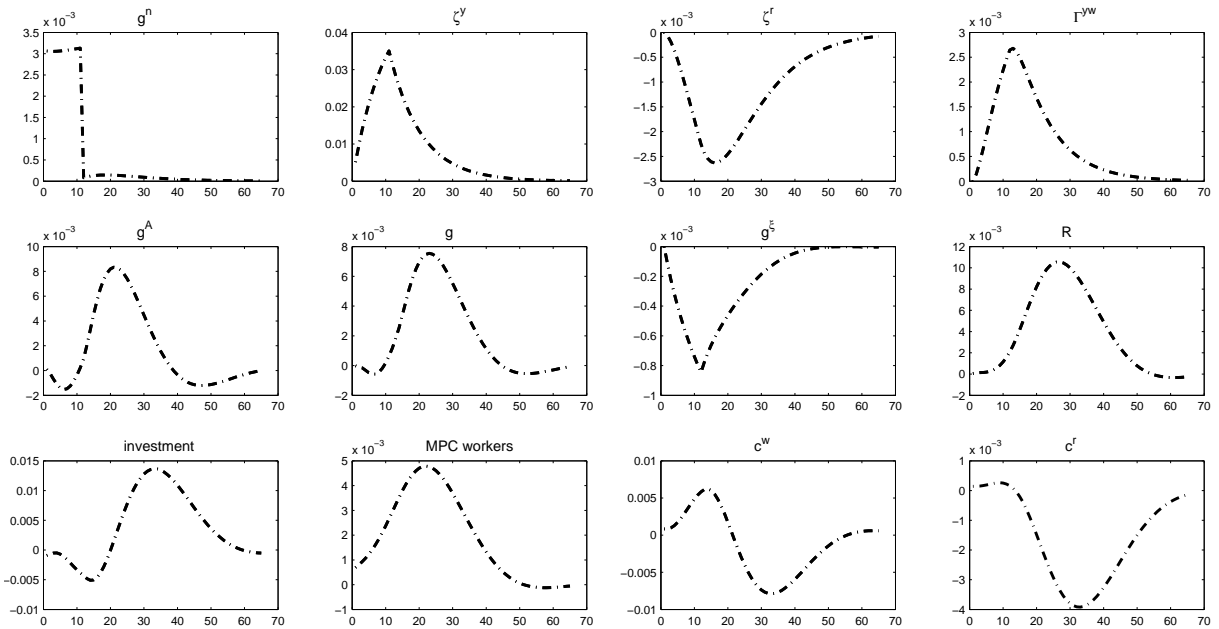 g^n
x 10^−3
3.5
3
2.5
2
1.5
1
0.5
0
0 10 20 30 40 50 60 70
ζ^y
0.04
0.03
0.02
0.01
0
0 10 20 30 40 50 60 70
ζ^r
x 10^−3
0
−0.5
−1
−1.5
−2
−2.5
−3
0 10 20 30 40 50 60 70
Γ^yw
x 10^−3
3
2.5
2
1.5
1
0.5
0
0 10 20 30 40 50 60 70
g^A
x 10^−3
10
8
6
4
2
0
−2
0 10 20 30 40 50 60 70
g
x 10^−3
8
6
4
2
0
−2
0 10 20 30 40 50 60 70
g^ξ
x 10^−3
0
−0.2
−0.4
−0.6
−0.8
−1
0 10 20 30 40 50 60 70
R
x 10^−3
12
10
8
6
4
2
0
−2
0 10 20 30 40 50 60 70
investment
0.015
0.01
0.005
0
−0.005
−0.01
0 10 20 30 40 50 60 70
MPC workers
x 10^−3
5
4
3
2
1
0
−1
0 10 20 30 40 50 60 70
c^w
0.01
0.005
0
−0.005
−0.01
0 10 20 30 40 50 60 70
c^r
x 10^−3
1
0
−1
−2
−3
−4
0 10 20 30 40 50 60 70